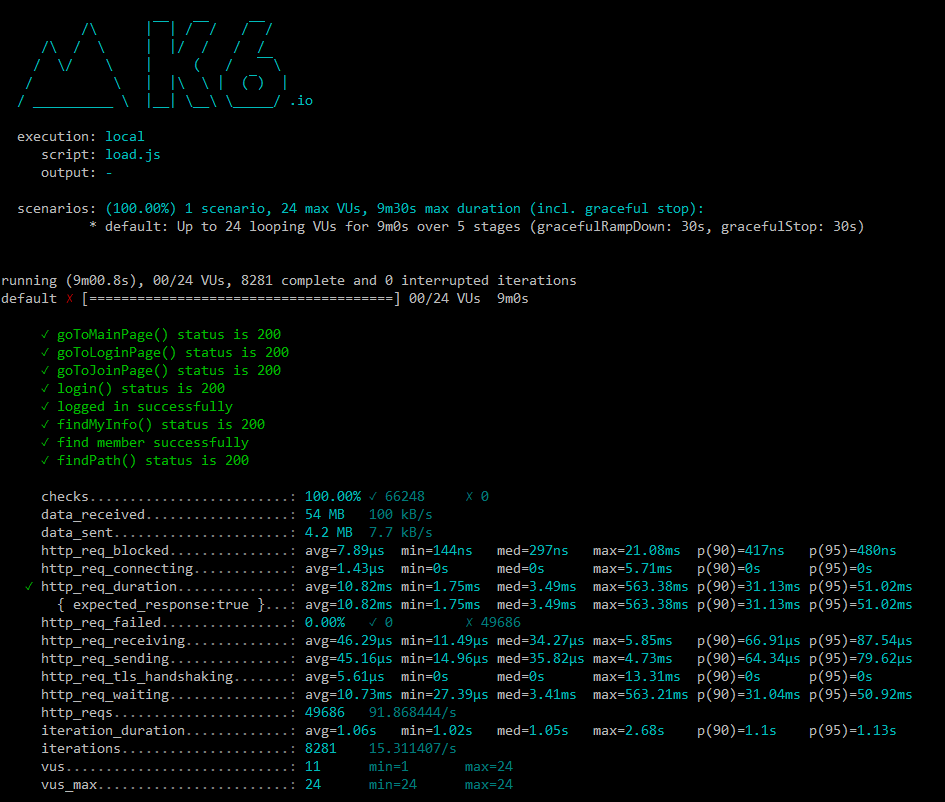 /\      |‾‾| /‾‾/   /‾‾/
     /\  /  \     |  |/  /   /  /
    /  \/    \    |     (   /   ‾‾\
   /          \   |  |\  \ |  (‾)  |
  / __________ \  |__| \__\ \_____/ .io
execution: local
script: load.js
output: -
scenarios: (100.00%) 1 scenario, 24 max VUs, 9m30s max duration (incl. graceful stop):
* default: Up to 24 looping VUs for 9m0s over 5 stages (gracefulRampDown: 30s, gracefulStop: 30s)
running (9m00.8s), 00/24 VUs, 8281 complete and 0 interrupted iterations
default ✗ [======================================] 00/24 VUs  9m0s
✓ goToMainPage() status is 200
✓ goToLoginPage() status is 200
✓ goToJoinPage() status is 200
✓ login() status is 200
✓ logged in successfully
✓ findMyInfo() status is 200
✓ find member successfully
✓ findPath() status is 200
checks.........................: 100.00% ✓ 66248     ✗ 0
data_received..................: 54 MB   100 kB/s
data_sent......................: 4.2 MB  7.7 kB/s
http_req_blocked...............: avg=7.89µs  min=144ns   med=297ns   max=21.08ms  p(90)=417ns   p(95)=480ns
http_req_connecting............: avg=1.43µs  min=0s      med=0s      max=5.71ms   p(90)=0s      p(95)=0s
✓ http_req_duration..............: avg=10.82ms min=1.75ms  med=3.49ms  max=563.38ms p(90)=31.13ms p(95)=51.02ms
{ expected_response:true }...: avg=10.82ms min=1.75ms  med=3.49ms  max=563.38ms p(90)=31.13ms p(95)=51.02ms
http_req_failed................: 0.00%   ✓ 0         ✗ 49686
http_req_receiving.............: avg=46.29µs min=11.49µs med=34.27µs max=5.85ms   p(90)=66.91µs p(95)=87.54µs
http_req_sending...............: avg=45.16µs min=14.96µs med=35.82µs max=4.73ms   p(90)=64.34µs p(95)=79.62µs
http_req_tls_handshaking.......: avg=5.61µs  min=0s      med=0s      max=13.31ms  p(90)=0s      p(95)=0s
http_req_waiting...............: avg=10.73ms min=27.39µs med=3.41ms  max=563.21ms p(90)=31.04ms p(95)=50.92ms
http_reqs......................: 49686   91.868444/s
iteration_duration.............: avg=1.06s   min=1.02s   med=1.05s   max=2.68s    p(90)=1.1s    p(95)=1.13s
iterations.....................: 8281    15.311407/s
vus............................: 11      min=1       max=24
vus_max........................: 24      min=24      max=24